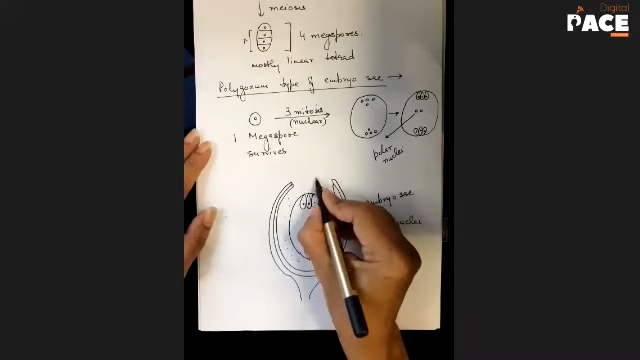 Digital
PACE
meiosis
4 megaspores.
mostly linear tetrad
Polygonum type of embryo sac
3 mitosis
(nuclear)
1 Megaspore
survives
polar
nuclei
embryo sac
nuclei